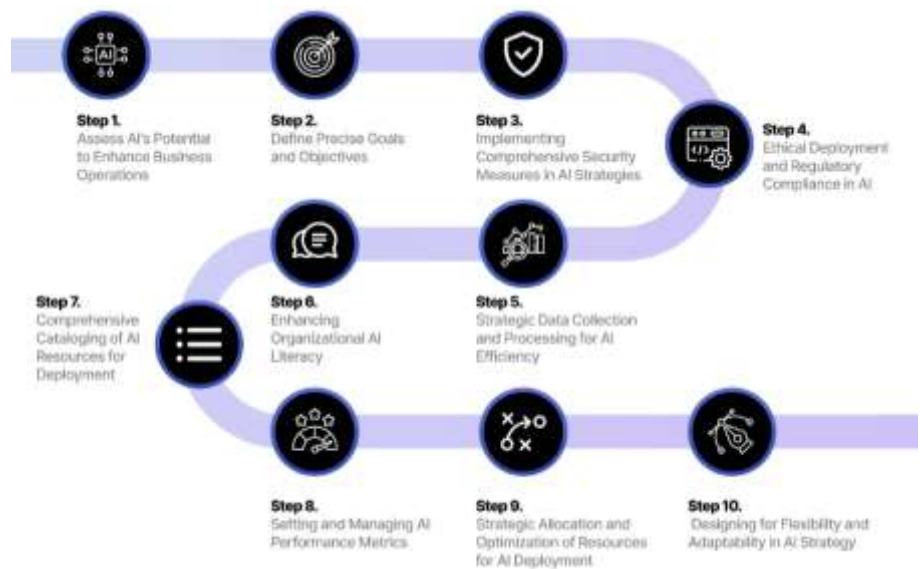 AI
Step 1.
Assess AI's Potential
to Enhance Business
Operations
Step 2.
Define Precise Goals
and Objectives
Step 3.
Implementing
Comprehensive Security
Measures in AI Strategies
Step 4.
Ethical Deployment
and Regulatory
Compliance in AI
Step 5.
Strategic Data Collection
and Processing for AI
Efficiency
Step 6.
Enhancing
Organizational AI
Literacy
Step 7.
Comprehensive
Cataloging of AI
Resources for
Deployment
Step 8.
Setting and Managing AI
Performance Metrics
Step 9.
Strategic Allocation and
Optimization of Resources
for AI Deployment
Step 10.
Designing for Flexibility and
Adaptability in AI Strategy